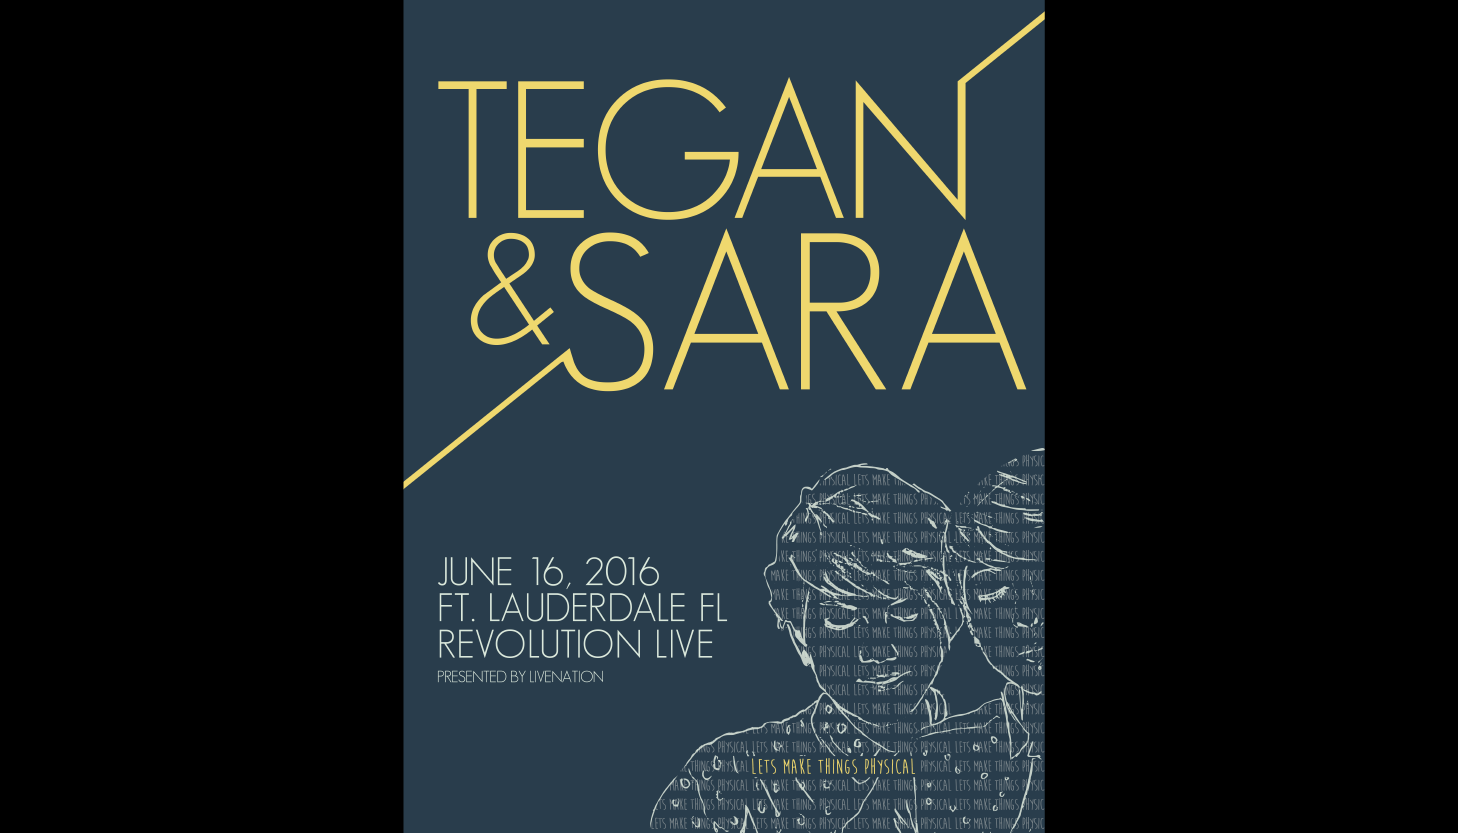 TEGAN
& SARA
JUNE 16, 2016
FT. LAUDERDALE FL
REVOLUTION LIVE
PRESENTED BY LIVENATION
LETS MAKE THINGS PHYSICAL